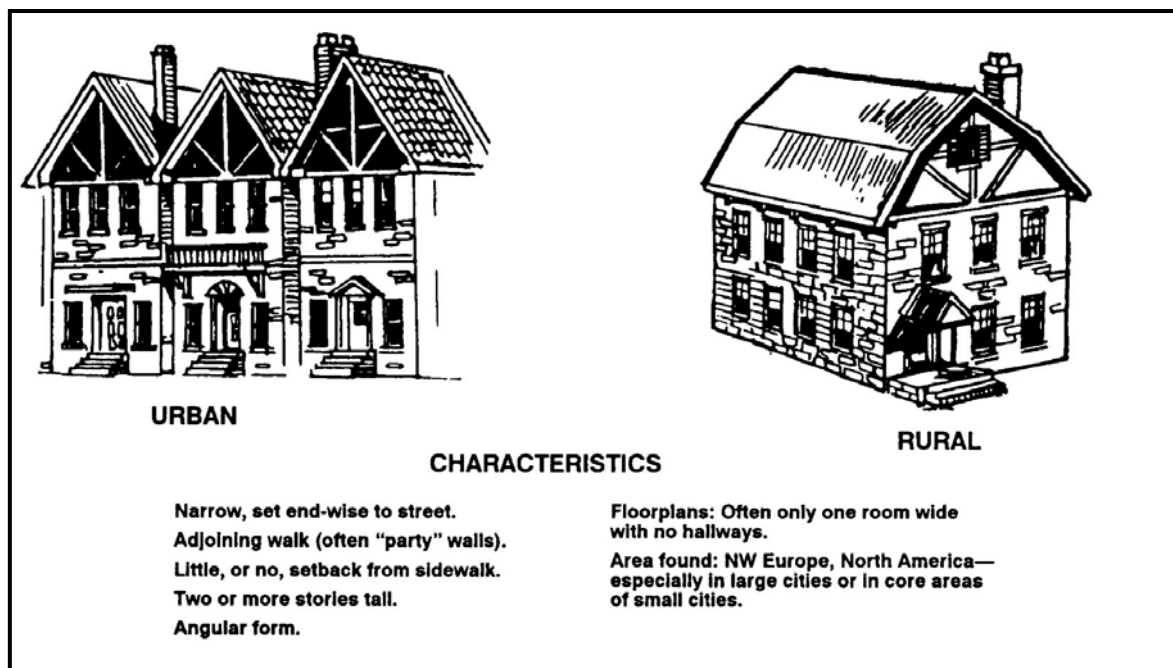 URBAN
RURAL
CHARACTERISTICS
Narrow, set end-wise to street.
Adjoining walk (often “party” walls).
Little, or no, setback from sidewalk.
Two or more stories tall.
Angular form.
Floorplans: Often only one room wide
with no hallways.
Area found: NW Europe, North America—
especially in large cities or in core areas
of small cities.